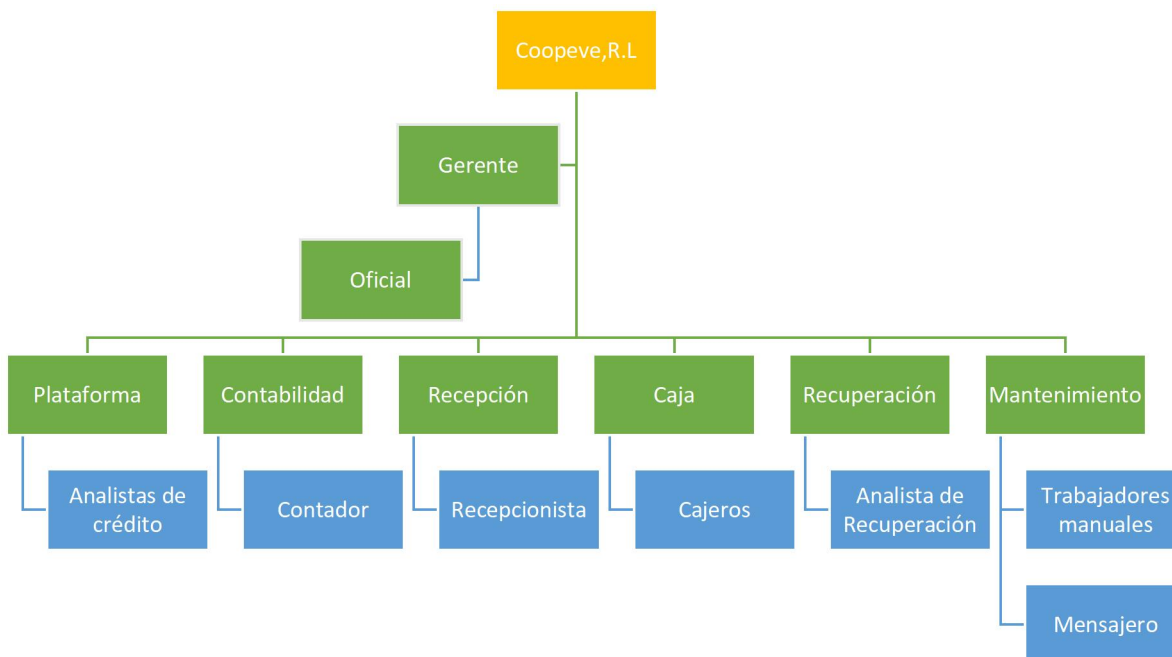 Coopeve,R.L
Gerente
Oficial
Plataforma
Contabilidad
Recepción
Caja
Recuperación
Mantenimiento
Analistas de
crédito
Contador
Recepcionista
Cajeros
Analista de
Recuperación
Trabajadores
manuales
Mensajero